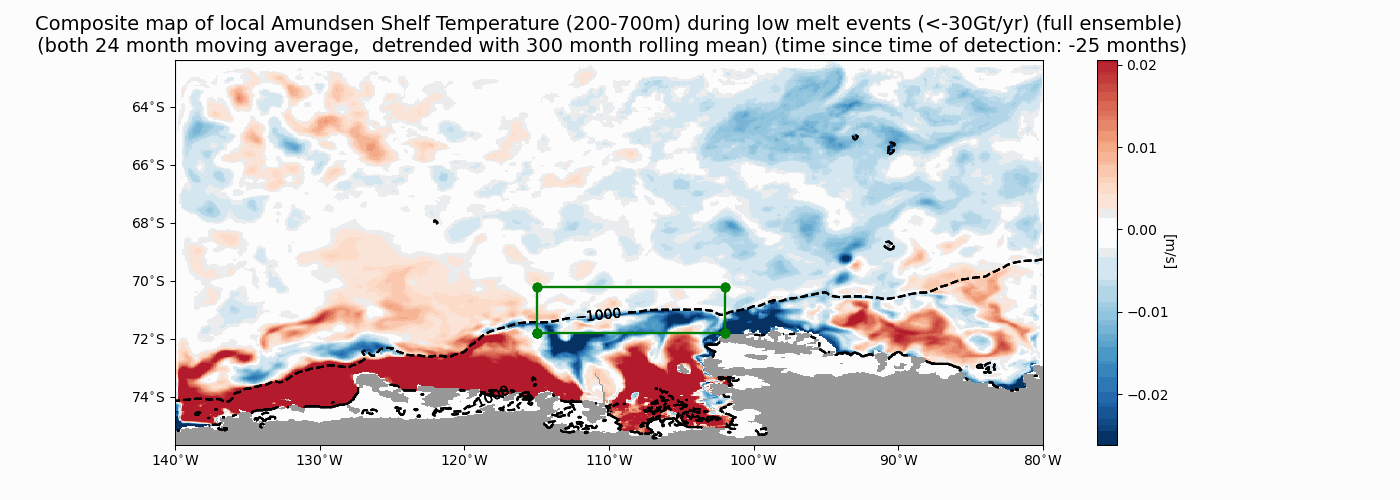 Composite map of local Amundsen Shelf Temperature (200-700m) during low melt events (<-30Gt/yr) (full ensemble)
(both 24 month moving average,  detrended with 300 month rolling mean) (time since time of detection: -25 months)
64°S
66°S
68°S
70°S
72°S
74°S
−1000
140°W
130°W
120°W
110°W
100°W
90°W
80°W
0.02
0.01
0.00
−0.01
−0.02
[m/s]